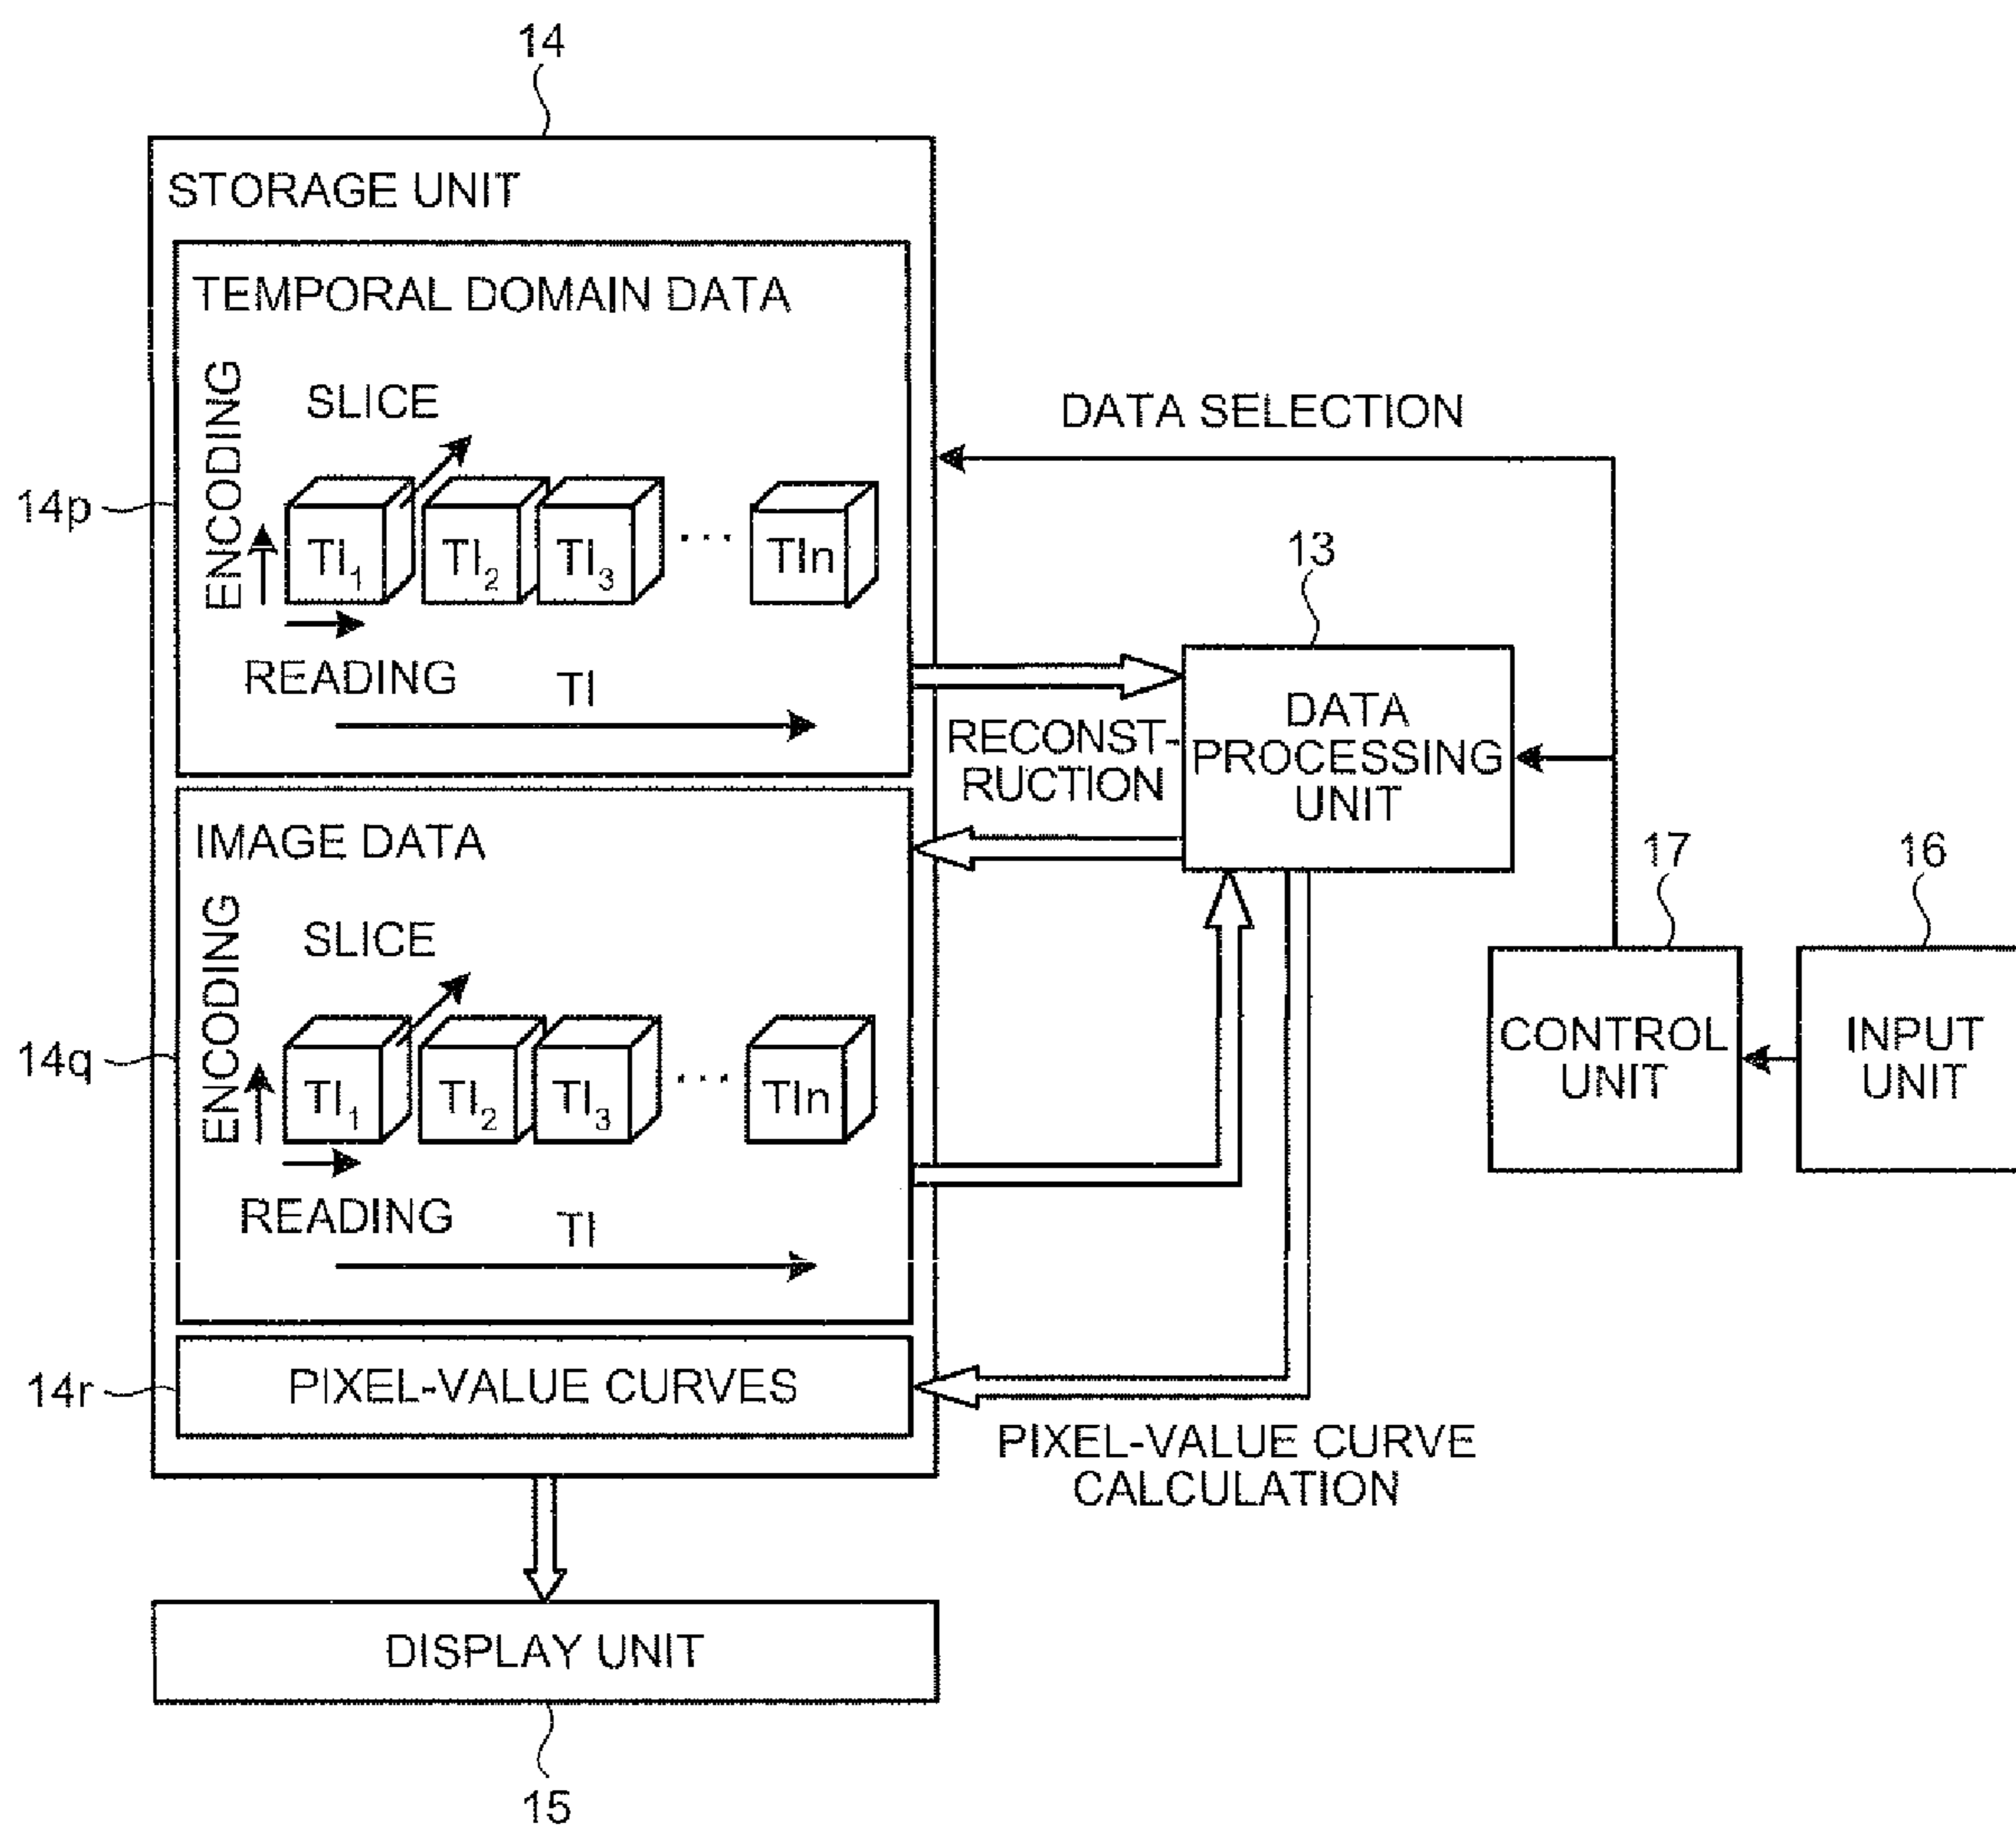 14
STORAGE UNIT
TEMPORAL DOMAIN DATA
ENCODING
SLICE
14p
TI1
TI2
TI3
...
TIn
READING
TI
DATA SELECTION
13
DATA
PROCESSING
UNIT
RECONST-
RUCTION
IMAGE DATA
ENCODING
SLICE
14q
TI1
TI2
TI3
...
TIn
READING
TI
17
CONTROL
UNIT
16
INPUT
UNIT
14r
PIXEL-VALUE CURVES
PIXEL-VALUE CURVE
CALCULATION
DISPLAY UNIT
15